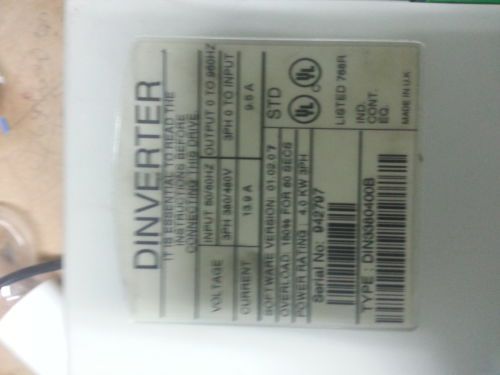 DINVERTER
IT IS ESSENTIAL TO READ THE
INSTRUCTIONS BEFORE
CONNECTING THIS DRIVE.
INPUT 50/60HZ OUTPUT 0 TO 960HZ
VOLTAGE 3PH 380/480V 3PH 0 TO INPUT
CURRENT 13.9 A 9.5 A
SOFTWARE VERSION 01.02.07
OVERLOAD 150% FOR 60 SECS
POWER RATING 4.0 KW 3PH
Serial No: 942797
TYPE : DIN3380400B
STD
UL UL
LISTED 768R
IND.
CONT.
EQ.
MADE IN U.K